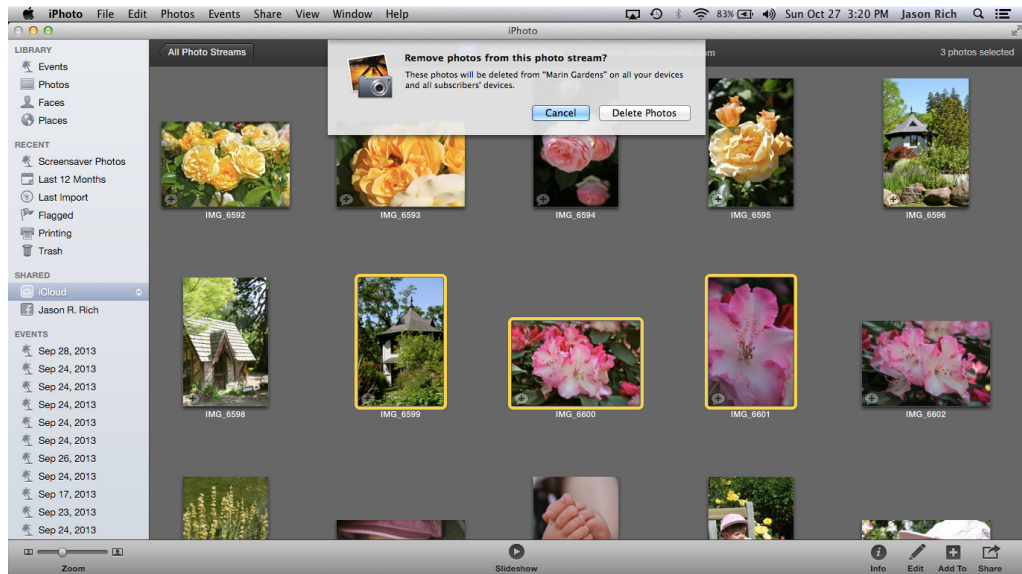 iPhoto File Edit Photos Events Share View Window Help 83% Sun Oct 27 3:20 PM Jason Rich
iPhoto
LIBRARY
Events
Photos
Faces
Places
RECENT
Screensaver Photos
Last 12 Months
Last Import
Flagged
Printing
Trash
SHARED
iCloud
Jason R. Rich
EVENTS
Sep 28, 2013
Sep 24, 2013
Sep 24, 2013
Sep 24, 2013
Sep 24, 2013
Sep 24, 2013
Sep 26, 2013
Sep 24, 2013
Sep 17, 2013
Sep 23, 2013
Sep 24, 2013
All Photo Streams
3 photos selected
Remove photos from this photo stream?
These photos will be deleted from "Marin Gardens" on all your devices
and all subscribers' devices.
Cancel Delete Photos
IMG_6592 IMG_6593 IMG_6594 IMG_6595 IMG_6596
IMG_6598 IMG_6599 IMG_6600 IMG_6601 IMG_6602
Zoom Slideshow Info Edit Add To Share